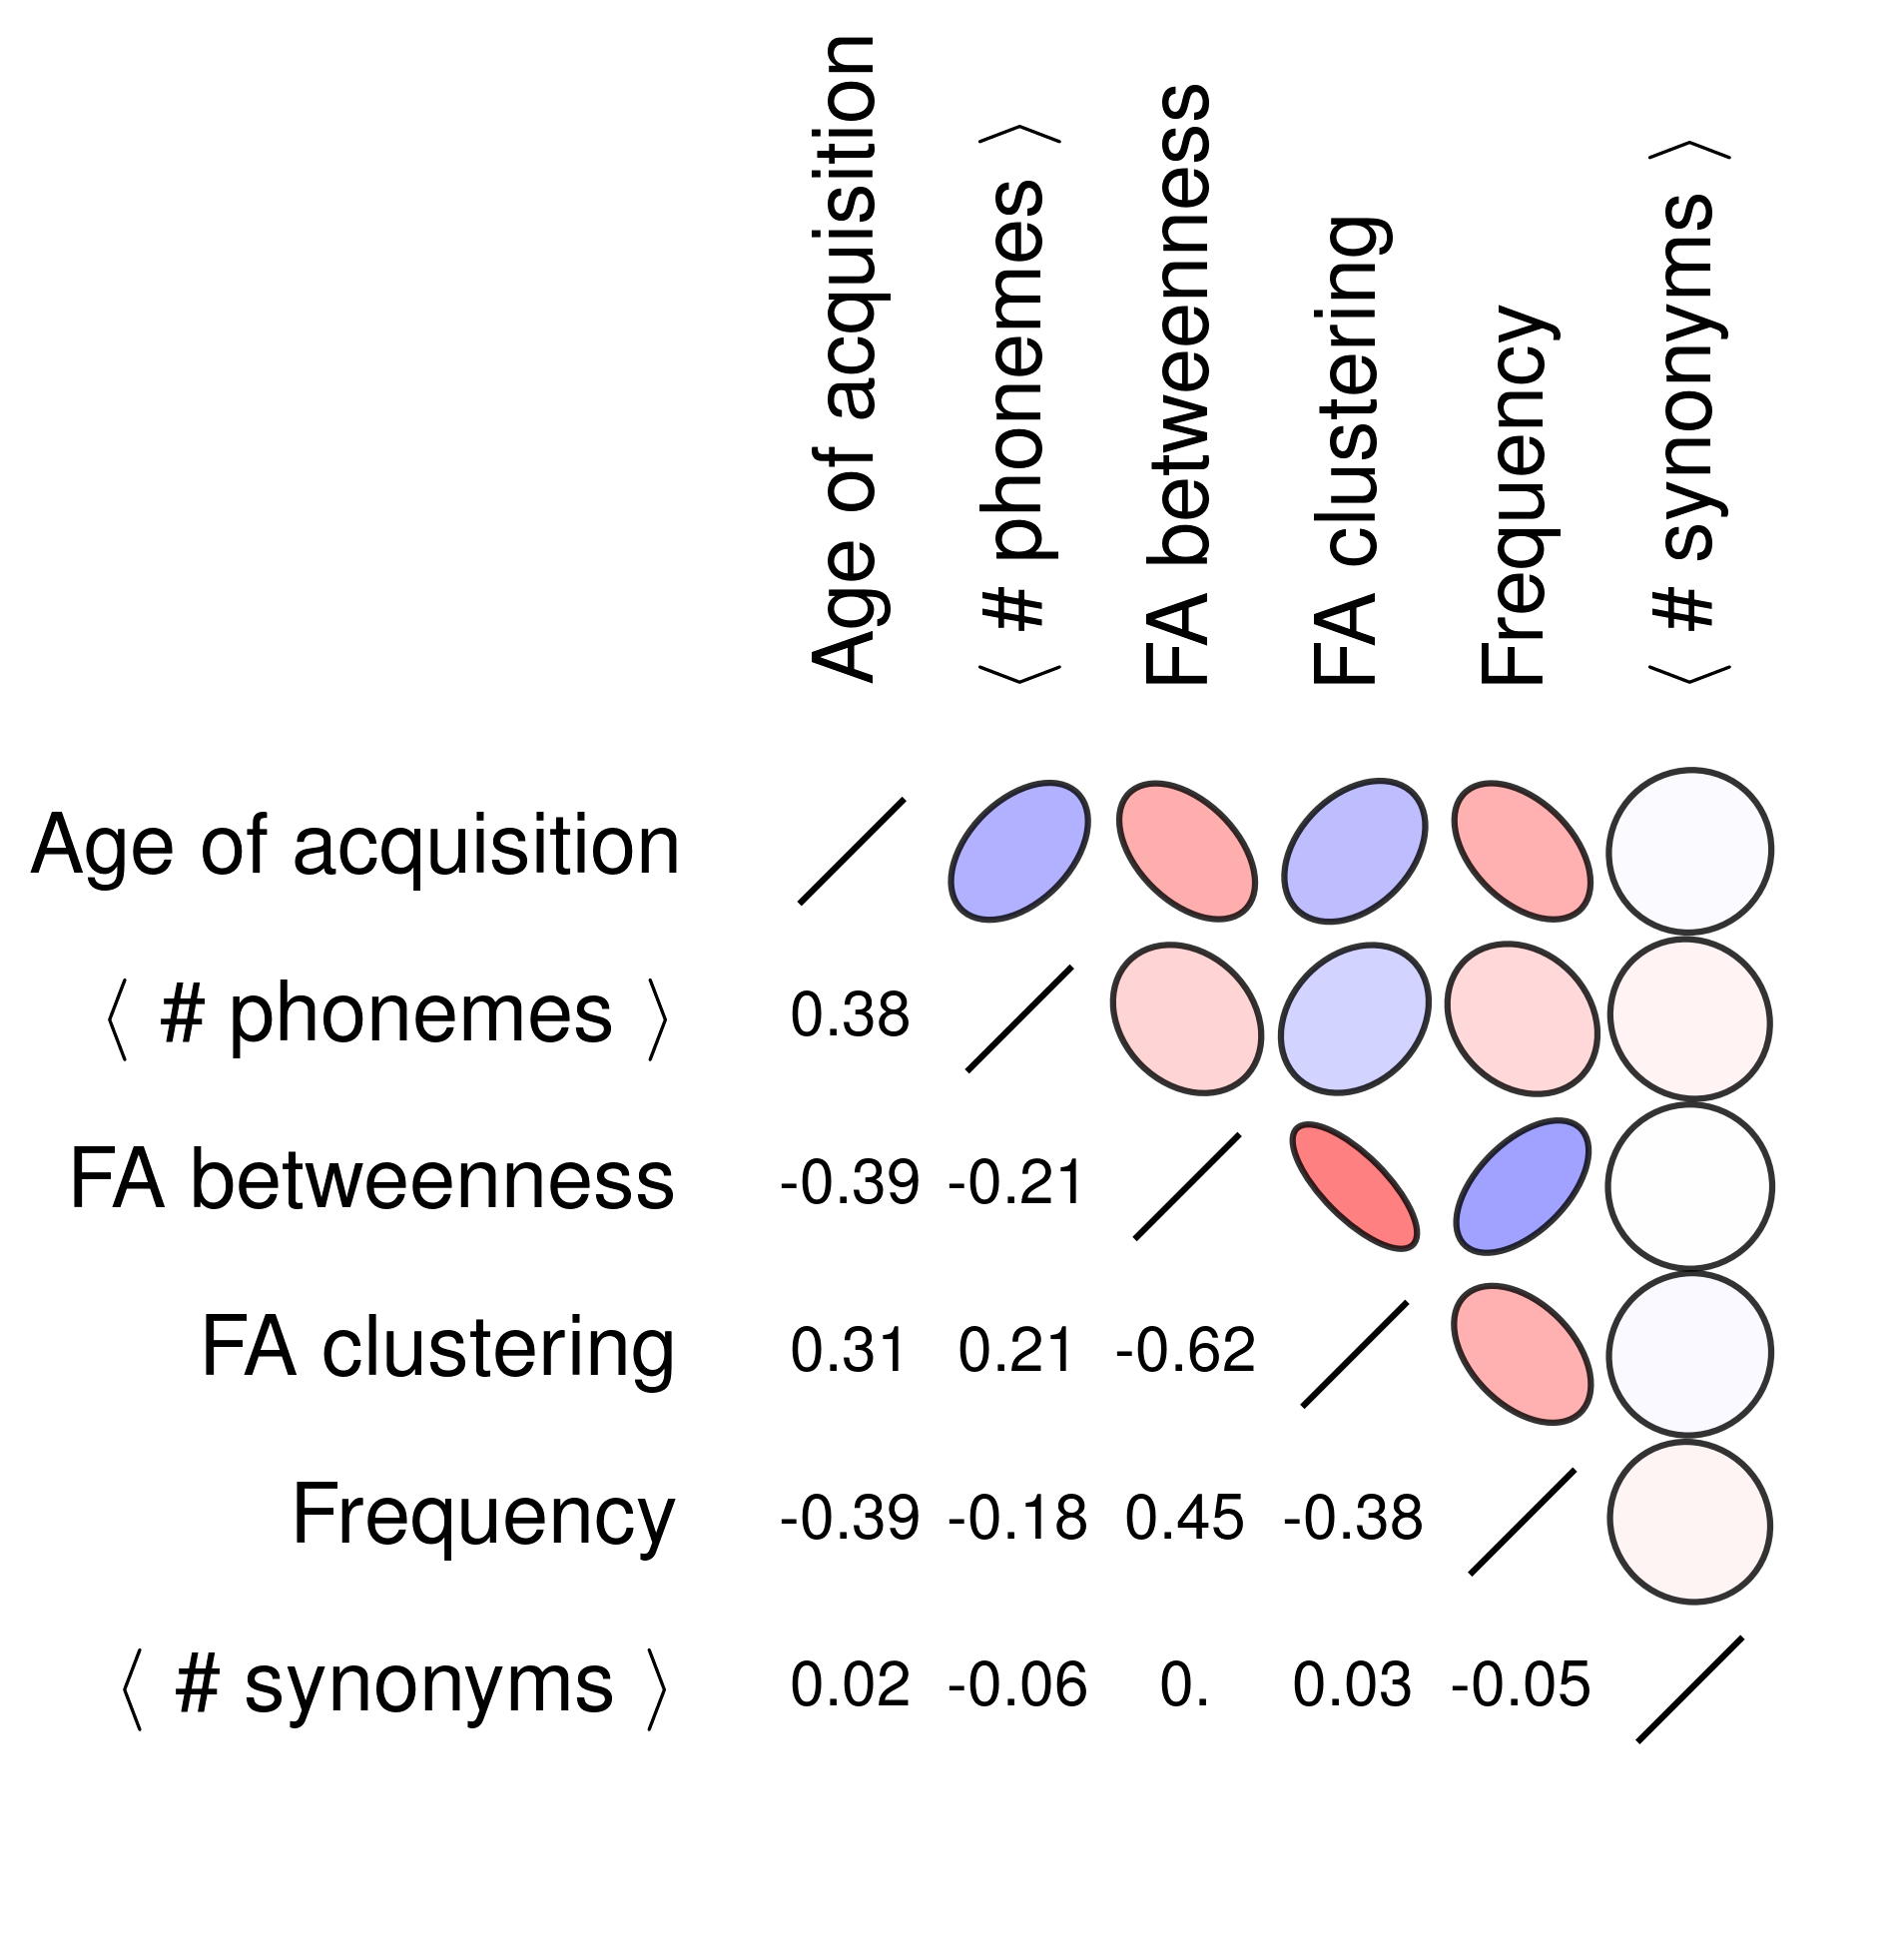 Age of acquisition
〈 # phonemes 〉
FA betweenness
FA clustering
Frequency
〈 # synonyms 〉
Age of acquisition
〈 # phonemes 〉 0.38
FA betweenness -0.39 -0.21
FA clustering 0.31 0.21 -0.62
Frequency -0.39 -0.18 0.45 -0.38
〈 # synonyms 〉 0.02 -0.06 0. 0.03 -0.05